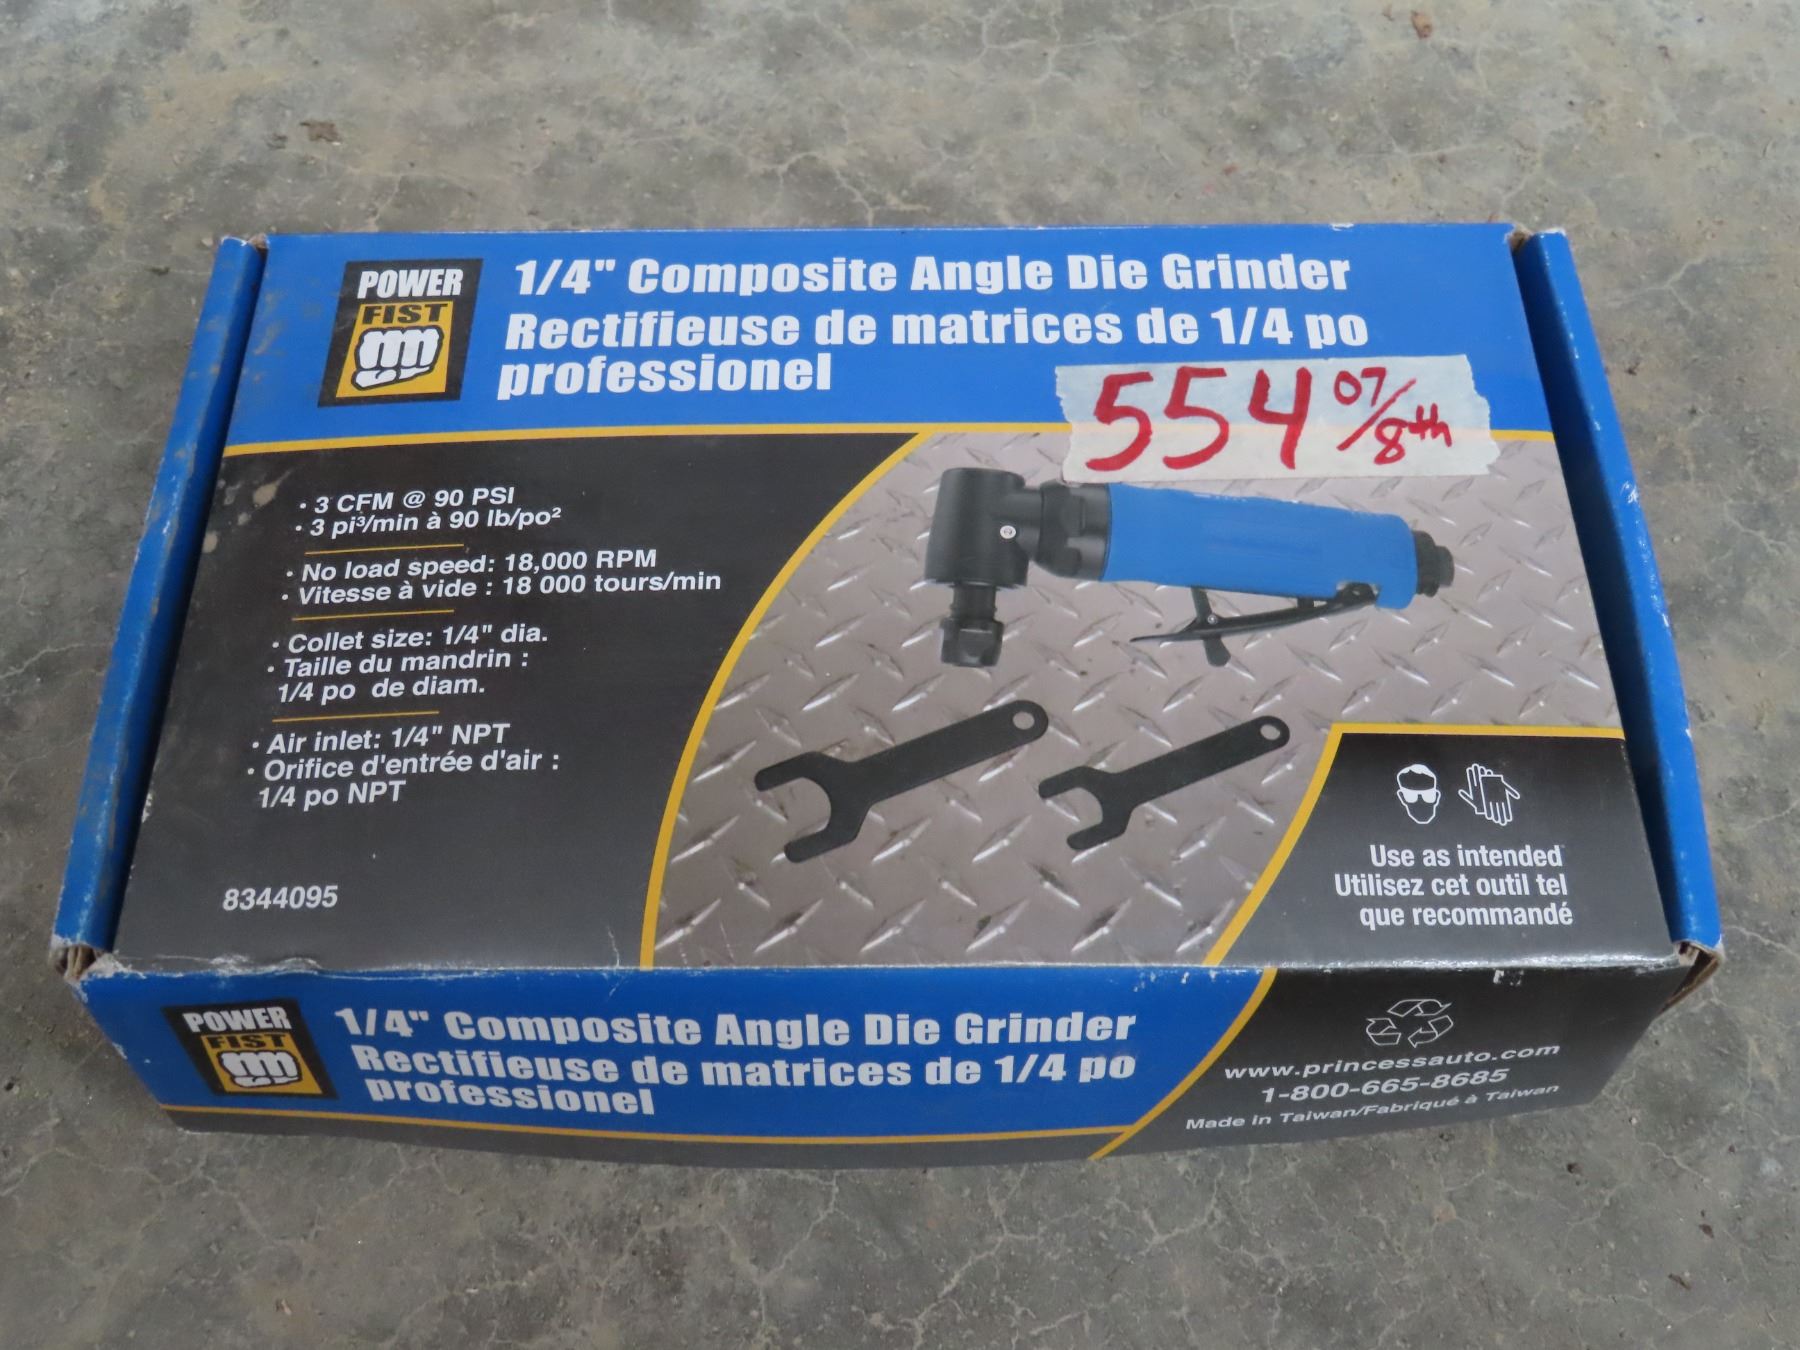 POWER
FIST
1/4" Composite Angle Die Grinder
Rectifieuse de matrices de 1/4 po
professionel
554 07/8th
• 3 CFM @ 90 PSI
• 3 pi³/min à 90 lb/po²
• No load speed: 18,000 RPM
• Vitesse à vide : 18 000 tours/min
• Collet size: 1/4" dia.
• Taille du mandrin :
1/4 po de diam.
• Air inlet: 1/4" NPT
• Orifice d'entrée d'air :
1/4 po NPT
8344095
Use as intended
Utilisez cet outil tel
que recommandé
POWER
FIST
1/4" Composite Angle Die Grinder
Rectifieuse de matrices de 1/4 po
professionel
www.princessauto.com
1-800-665-8685
Made in Taiwan/Fabriqué à Taiwan